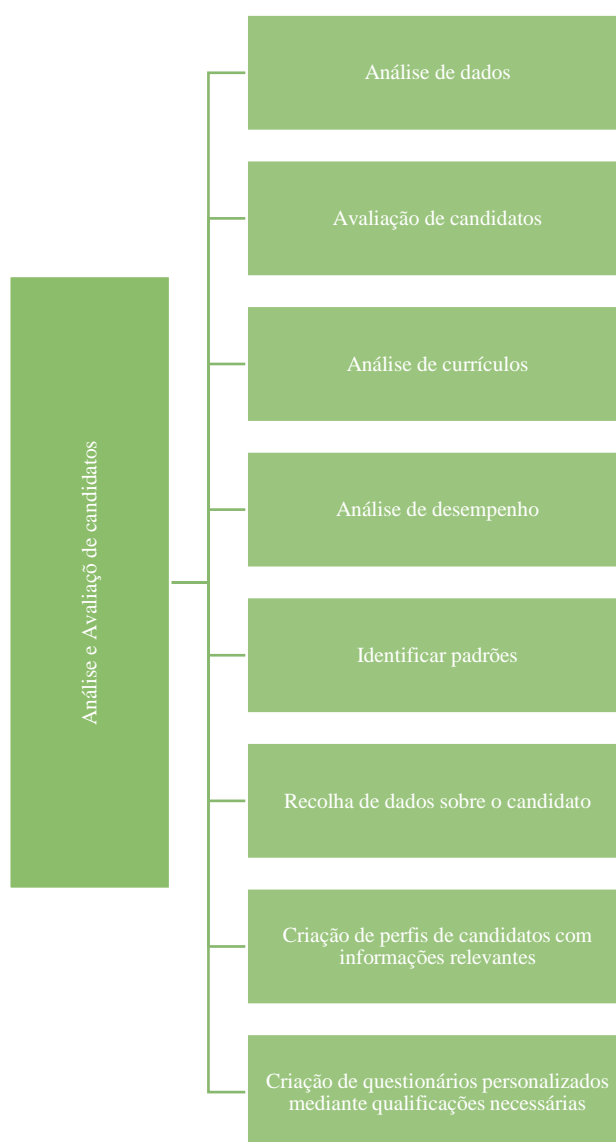 Análise e Avaliaçõ de candidatos
Análise de dados
Avaliação de candidatos
Análise de currículos
Análise de desempenho
Identificar padrões
Recolha de dados sobre o candidato
Criação de perfis de candidatos com
informações relevantes
Criação de questionários personalizados
mediante qualificações necessárias